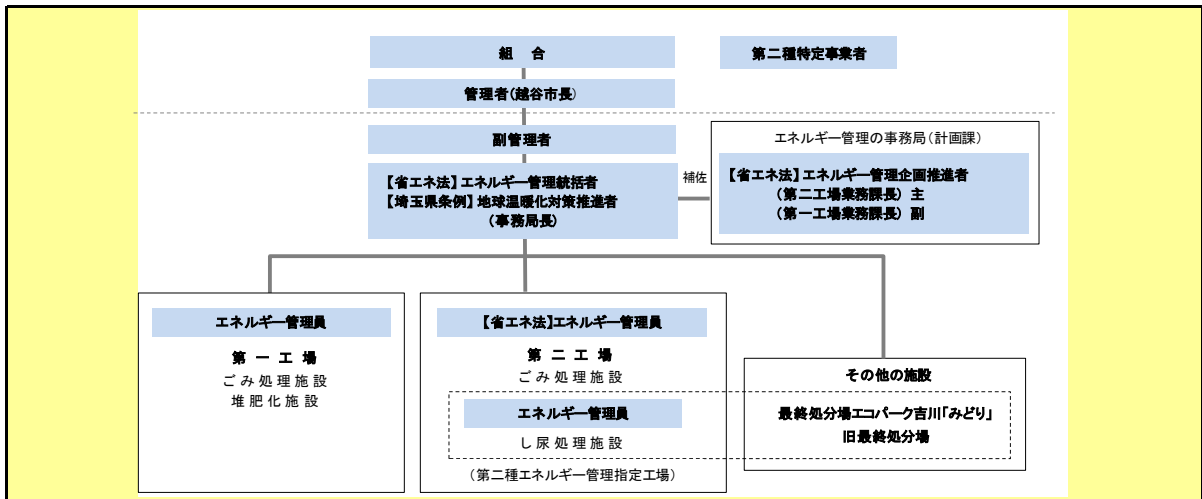 組　合
第二種特定事業者
管理者(越谷市長)
副管理者
エネルギー管理の事務局(計画課)
【省エネ法】エネルギー管理統括者
【埼玉県条例】地球温暖化対策推進者
(事務局長)
補佐
【省エネ法】エネルギー管理企画推進者
(第二工場業務課長) 主
(第一工場業務課長) 副
エネルギー管理員
第一工場
ごみ処理施設
堆肥化施設
【省エネ法】エネルギー管理員
第二工場
ごみ処理施設
エネルギー管理員
し尿処理施設
(第二種エネルギー管理指定工場)
その他の施設
最終処分場エコパーク吉川「みどり」
旧最終処分場